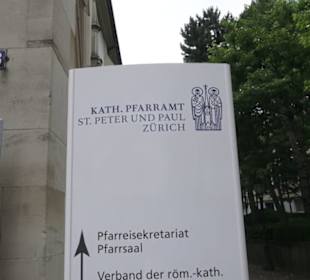 KATH. PFARRAMT
ST. PETER UND PAUL
ZÜRICH
Pfarreisekretariat
Pfarrsaal
Verband der röm.-kath.